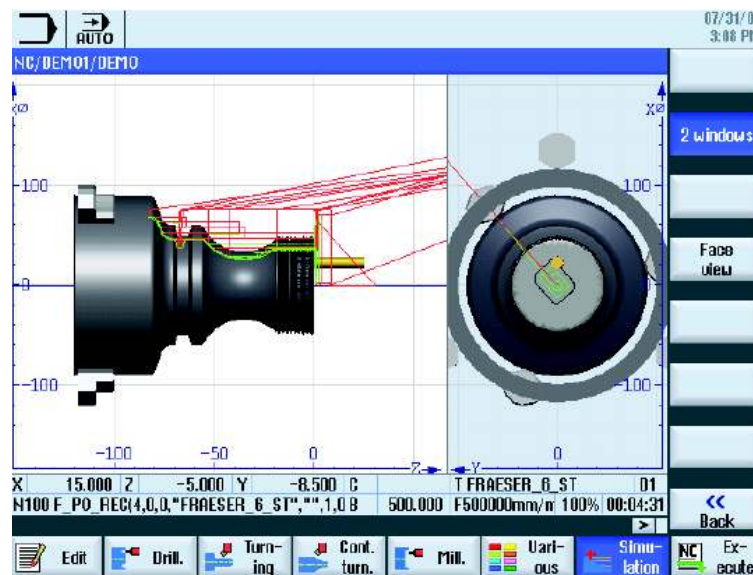 07/31/0
AUTO
3:08 PM
NC/DEMO1/DEMO
XØ XØ
2 windows
100 100
Face
view
0 0
-100 -100
-100 -50 0 0
Z Y
X 15.000 Z -5.000 Y -8.500 C T FRAESER_6_ST D1
N100 F_PO_REC(4,0,0,"FRAESER_6_ST","",1,0 B 500.000 F500000mm/m 100% 00:04:31
<< Back
>
Edit Drill. Turn-
ing Cont.
turn. Mill. Vari-
ous Simu-
lation NC Ex-
ecute